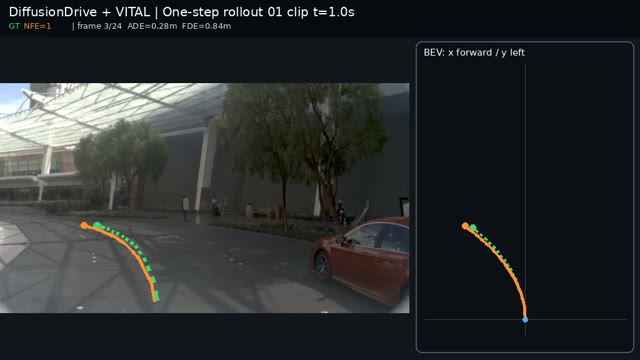 DiffusionDrive + VITAL | One-step rollout 01 clip t=1.0s
GT NFE=1 | frame 3/24 ADE=0.28m FDE=0.84m
BEV: x forward / y left